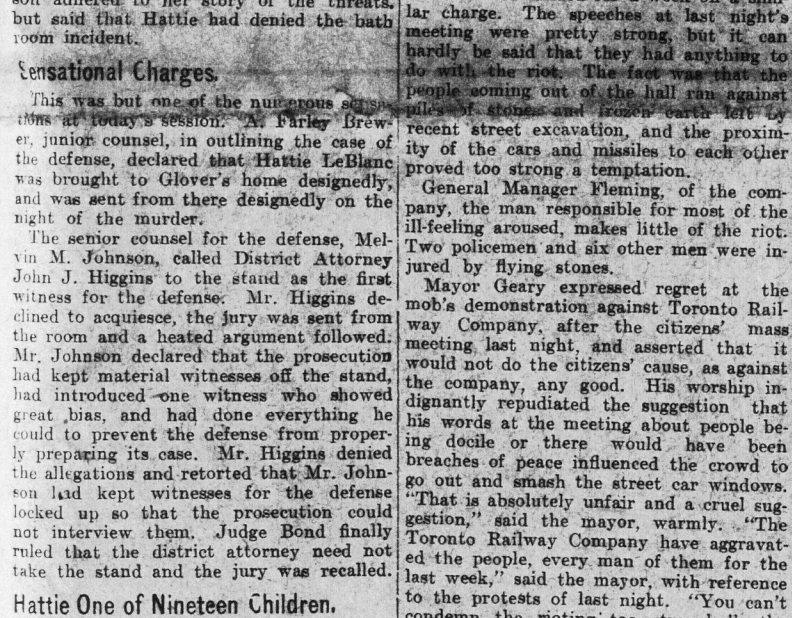 son adhered to her story of the threats,
but said that Hattie had denied the bath
room incident.
Sensational Charges.
This was but one of the numerous sensa-
tions at today's session. A. Farley Brew-
er, junior counsel, in outlining the case of
the defense, declared that Hattie LeBlanc
was brought to Glover's home designedly,
and was sent from there designedly on the
night of the murder.
The senior counsel for the defense, Mel-
vin M. Johnson, called District Attorney
John J. Higgins to the stand as the first
witness for the defense. Mr. Higgins de-
clined to acquiesce, the jury was sent from
the room and a heated argument followed.
Mr. Johnson declared that the prosecution
had kept material witnesses off the stand,
had introduced one witness who showed
great bias, and had done everything he
could to prevent the defense from proper-
ly preparing its case. Mr. Higgins denied
the allegations and retorted that Mr. John-
son had kept witnesses for the defense
locked up so that the prosecution could
not interview them. Judge Bond finally
ruled that the district attorney need not
take the stand and the jury was recalled.
Hattie One of Nineteen Children.
lar charge. The speeches at last night's
meeting were pretty strong, but it can
hardly be said that they had anything to
do with the riot. The fact was that the
people coming out of the hall ran against
piles of stones and frozen earth left by
recent street excavation, and the proxim-
ity of the cars and missiles to each other
proved too strong a temptation.
General Manager Fleming, of the com-
pany, the man responsible for most of the
ill-feeling aroused, makes little of the riot.
Two policemen and six other men were in-
jured by flying stones.
Mayor Geary expressed regret at the
mob's demonstration against Toronto Rail-
way Company, after the citizens' mass
meeting last night, and asserted that it
would not do the citizens' cause, as against
the company, any good. His worship in-
dignantly repudiated the suggestion that
his words at the meeting about people be-
ing docile or there would have been
breaches of peace influenced the crowd to
go out and smash the street car windows.
"That is absolutely unfair and a cruel sug-
gestion," said the mayor, warmly. "The
Toronto Railway Company have aggravat-
ed the people, every man of them for the
last week," said the mayor, with reference
to the protests of last night. "You can't
condemn the rioting too